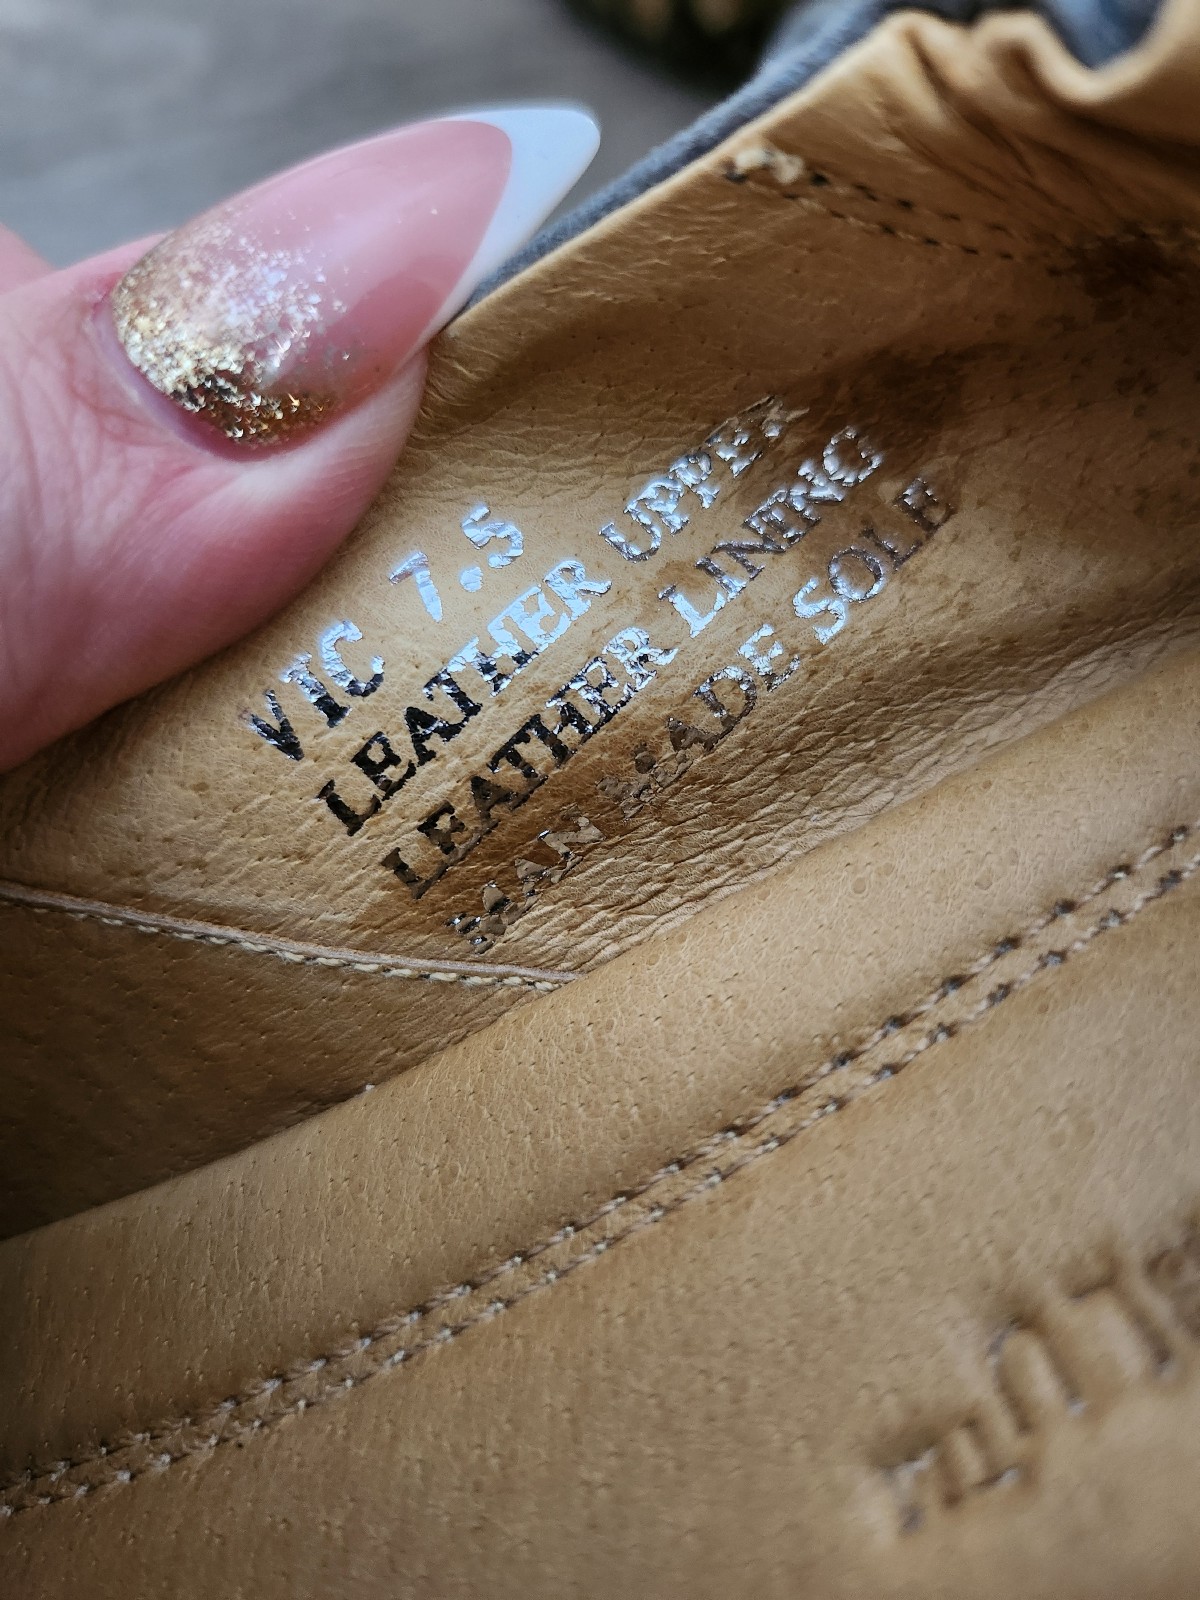 VIC 7.5
LEATHER UPPER
LEATHER LINING
MAN MADE SOLE